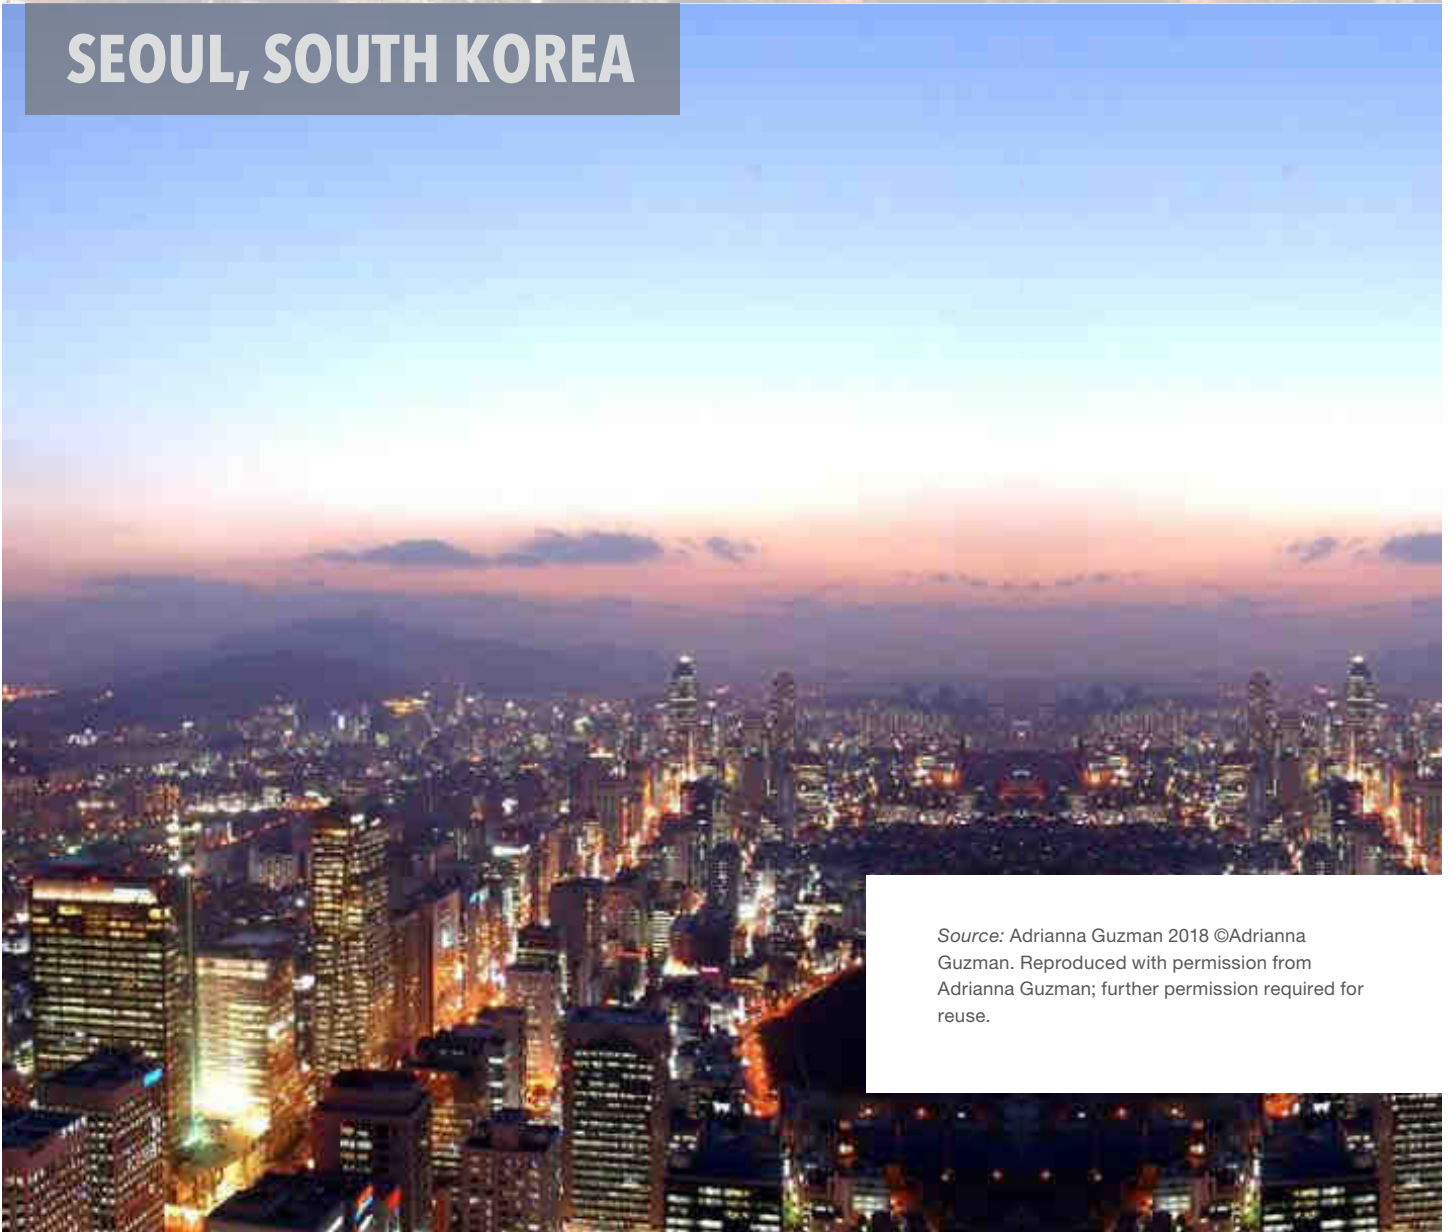 SEOUL, SOUTH KOREA
Source: Adrianna Guzman 2018 ©Adrianna
Guzman. Reproduced with permission from
Adrianna Guzman; further permission required for
reuse.